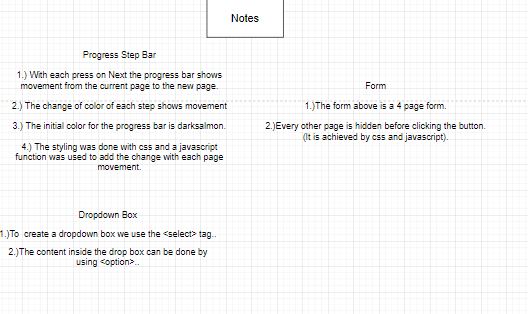 Notes
Progress Step Bar
1.) With each press on Next the progress bar shows
movement from the current page to the new page.
2.) The change of color of each step shows movement
3.) The initial color for the progress bar is darksalmon.
4.) The styling was done with css and a javascript
function was used to add the change with each page
movement.
Form
1.)The form above is a 4 page form.
2.)Every other page is hidden before clicking the button.
(It is achieved by css and javascript).
Dropdown Box
1.)To create a dropdown box we use the <select> tag..
2.)The content inside the drop box can be done by
using <option>..